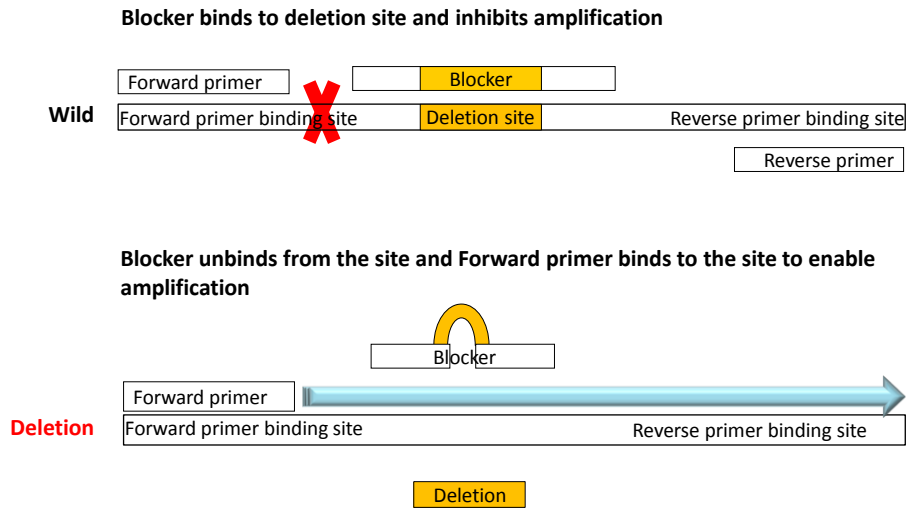 Blocker binds to deletion site and inhibits amplification
Forward primer
Blocker
Wild
Forward primer binding site
Deletion site
Reverse primer binding site
Reverse primer
Blocker unbinds from the site and Forward primer binds to the site to enable
amplification
Blocker
Forward primer
Deletion
Forward primer binding site
Reverse primer binding site
Deletion